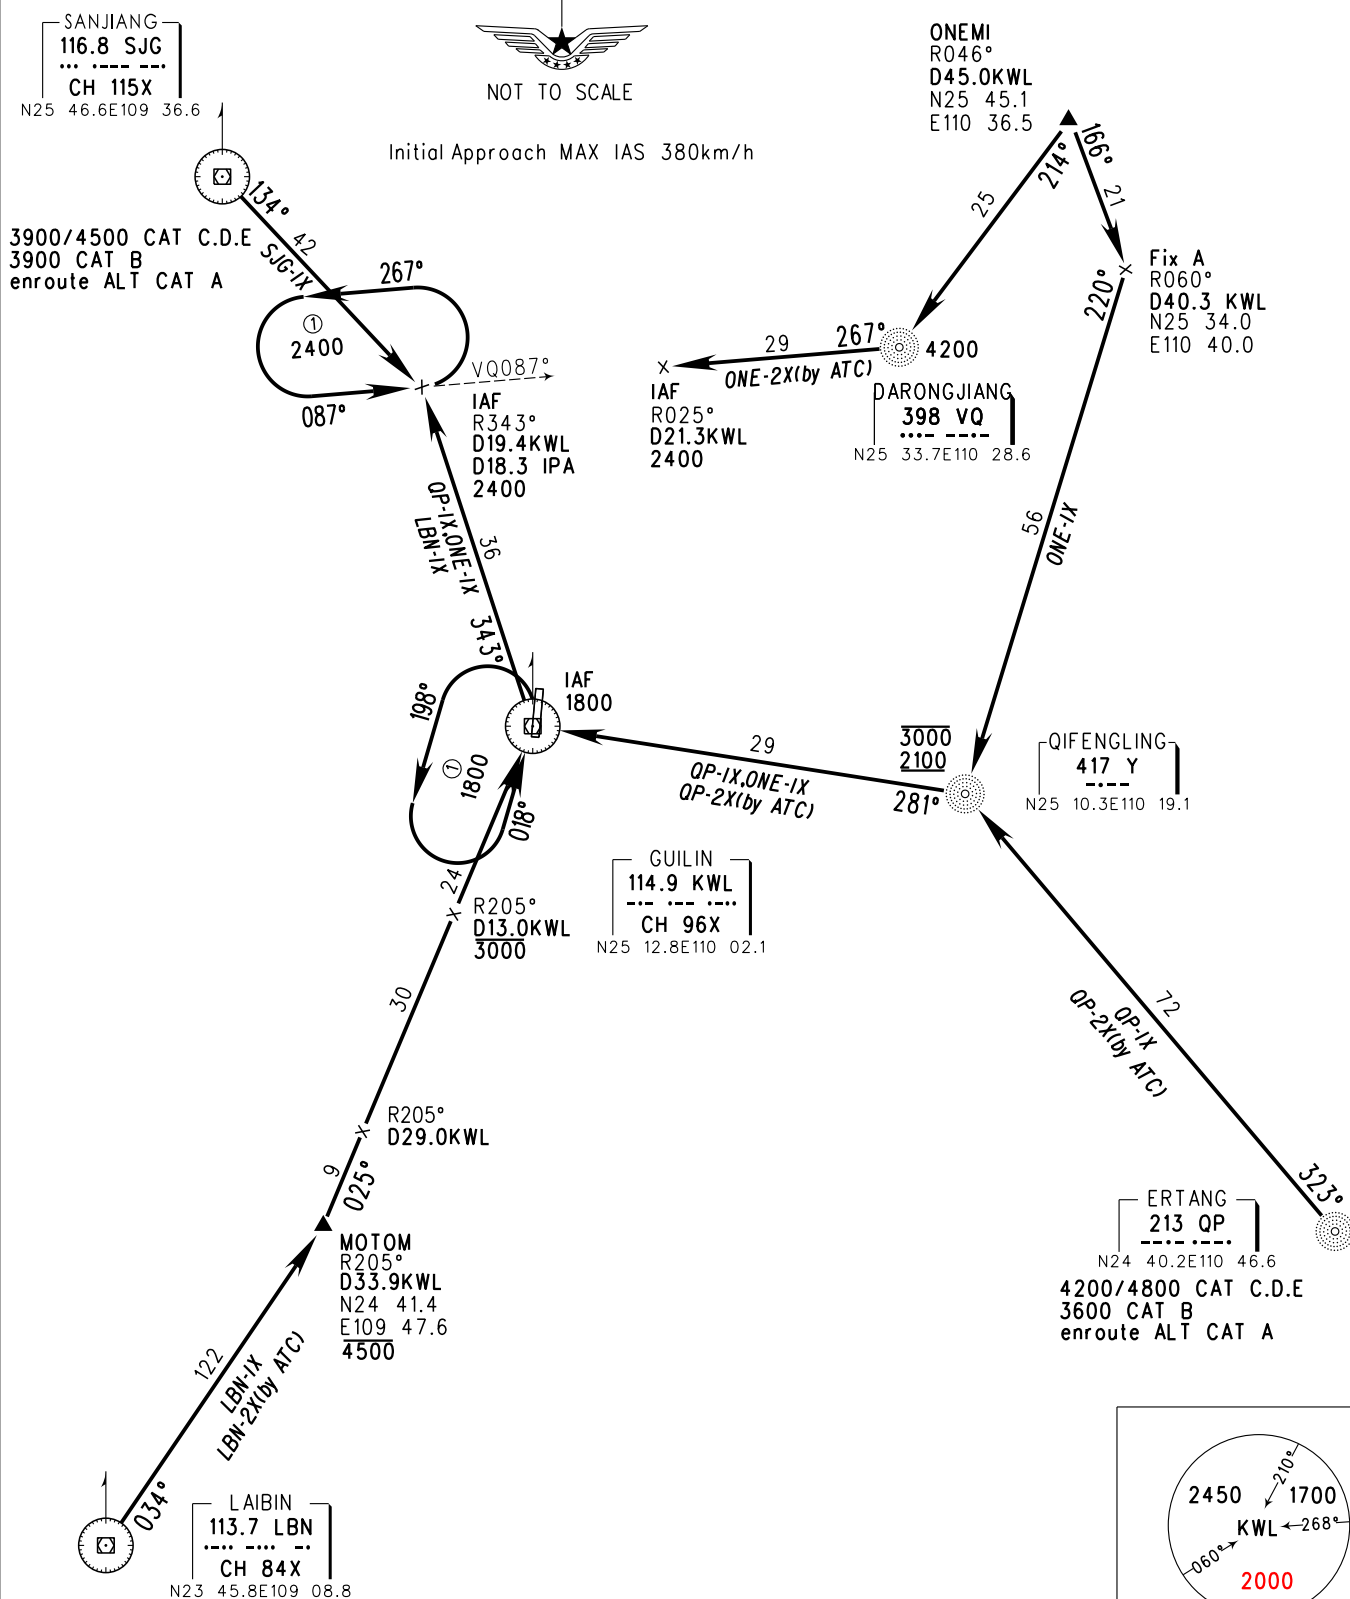 SANJIANG
116.8 SJG
CH 115X
N25 46.6E109 36.6
NOT TO SCALE
Initial Approach MAX IAS 380km/h
ONEMI
R046°
D45.0KWL
N25 45.1
E110 36.5
166°
214°
21
25
134°
42
SJG-1X
3900/4500 CAT C.D.E
3900 CAT B
enroute ALT CAT A
267°
①
2400
087°
VQ087°
IAF
R343°
D19.4KWL
D18.3 IPA
2400
Fix A
R060°
D40.3 KWL
N25 34.0
E110 40.0
220°
29
267°
4200
ONE-2X(by ATC)
IAF
R025°
D21.3KWL
2400
DARONGJIANG
398 VQ
N25 33.7E110 28.6
56
ONE-1X
QP-1X,ONE-1X
LBN-1X
36
343°
IAF
1800
198°
①
1800
018°
29
QP-1X,ONE-1X
QP-2X(by ATC)
3000
2100
281°
QIFENGLING
417 Y
N25 10.3E110 19.1
GUILIN
114.9 KWL
CH 96X
N25 12.8E110 02.1
24
R205°
D13.0KWL
3000
30
72
QP-1X
QP-2X(by ATC)
R205°
D29.0KWL
9
025°
323°
ERTANG
213 QP
N24 40.2E110 46.6
4200/4800 CAT C.D.E
3600 CAT B
enroute ALT CAT A
MOTOM
R205°
D33.9KWL
N24 41.4
E109 47.6
4500
122
LBN-1X
LBN-2X(by ATC)
034°
LAIBIN
113.7 LBN
CH 84X
N23 45.8E109 08.8
210°
2450 1700
KWL 268°
060°
2000